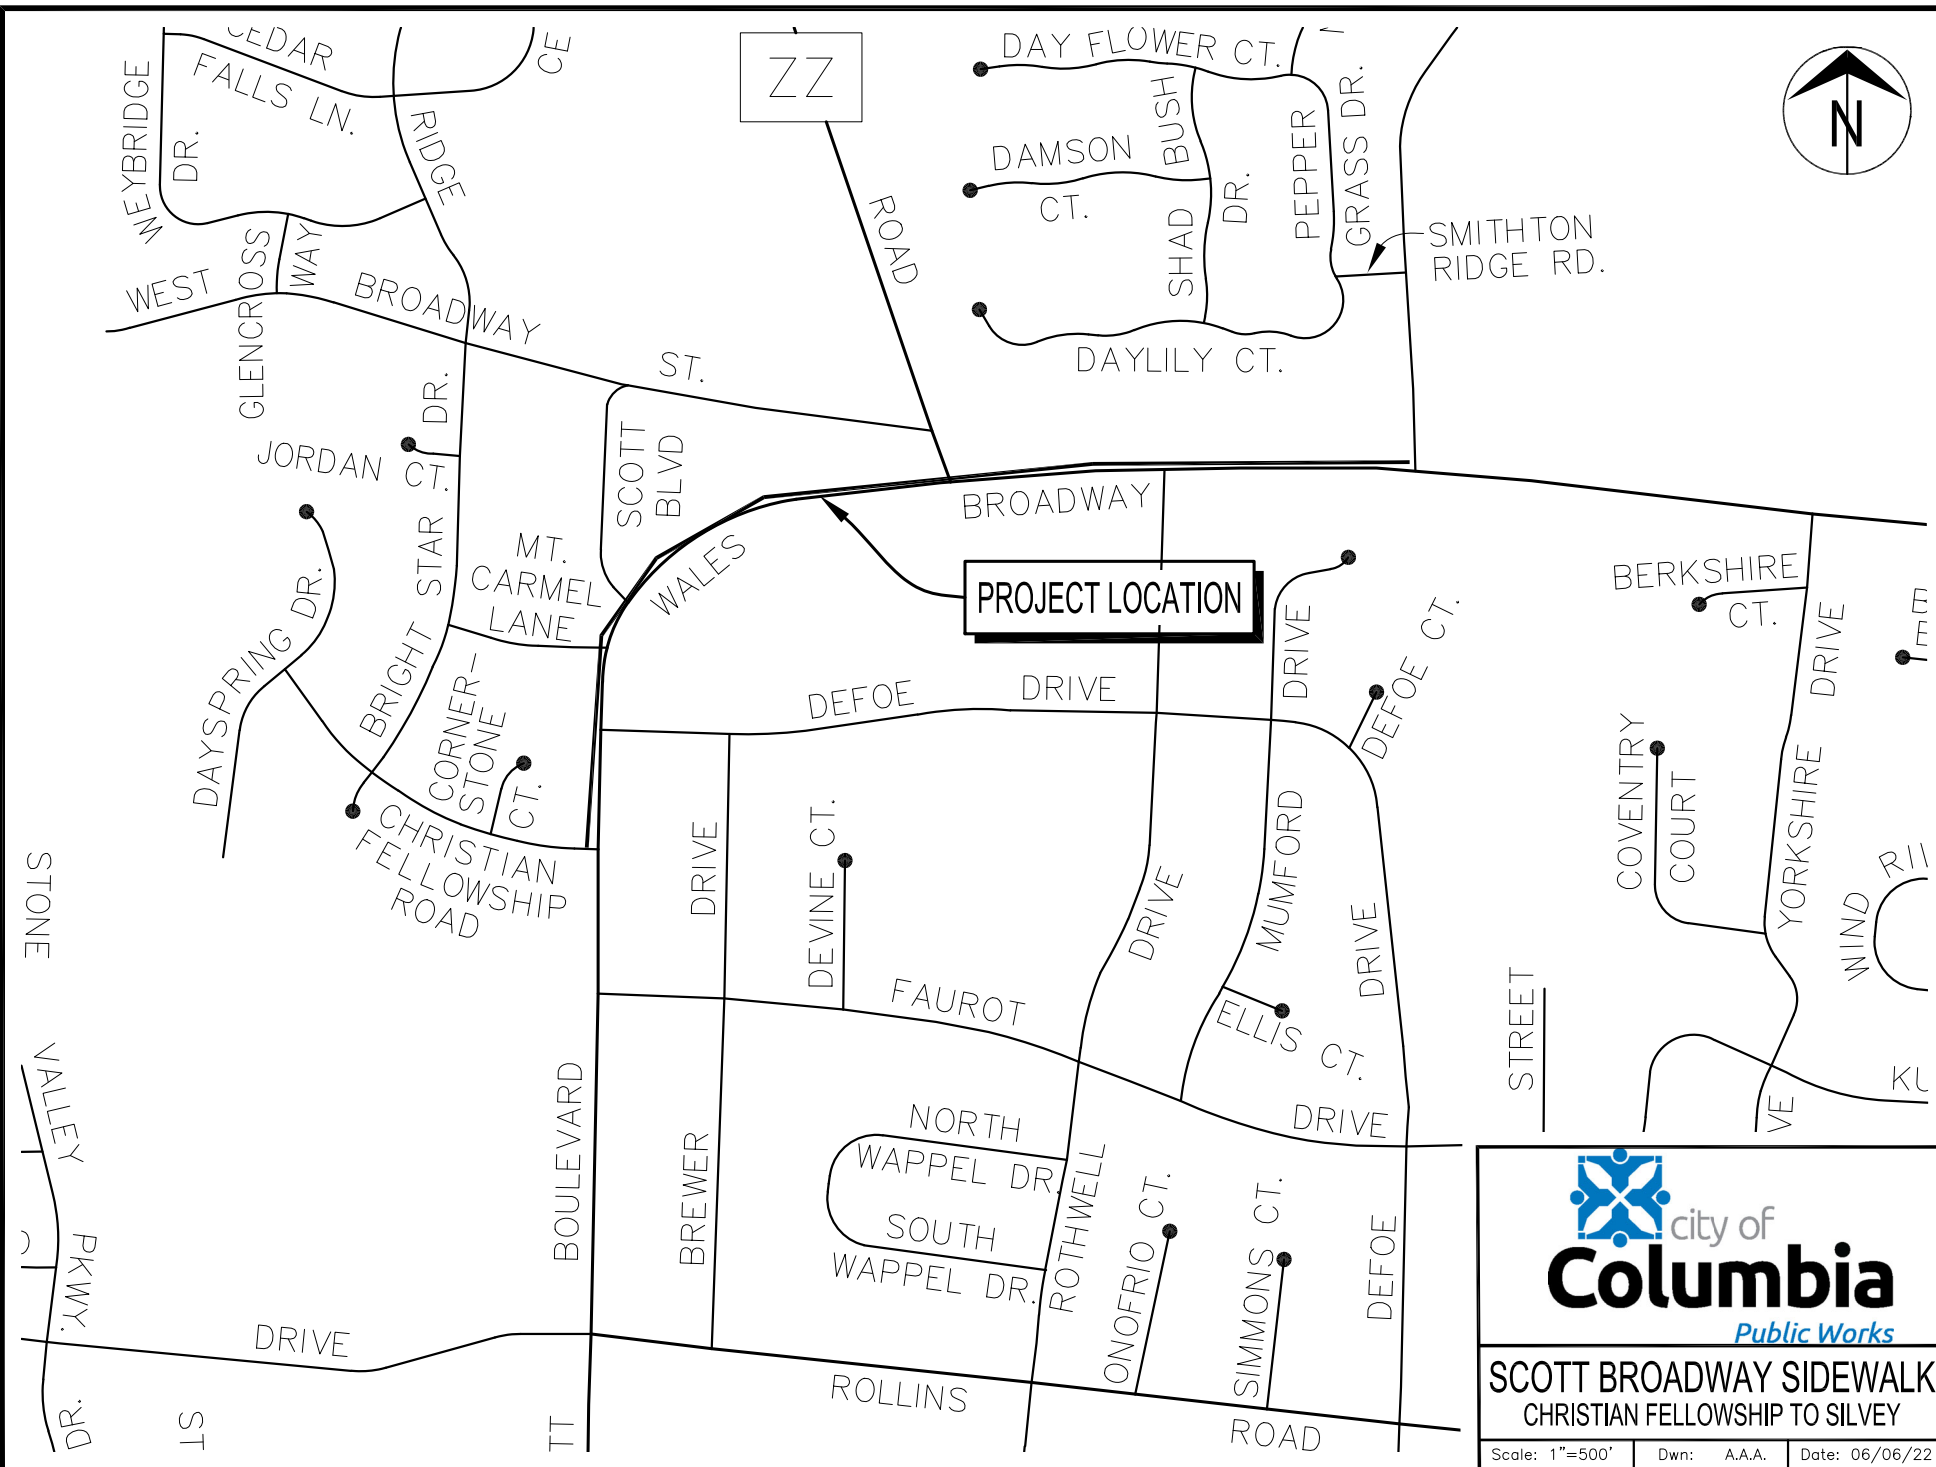 CEDAR
FALLS LN.
CE
ZZ
DAY FLOWER CT.
N
WEYBRIDGE
DR.
RIDGE
ROAD
DAMSON
CT.
SHAD BUSH
DR.
PEPPER
GRASS DR.
SMITHTON
RIDGE RD.
WEST BROADWAY ST.
GLENCROSS
WAY
DAYLILY CT.
JORDAN CT.
BRIGHT STAR DR.
SCOTT
BLVD
BROADWAY
MT.
CARMEL
LANE
WALES
PROJECT LOCATION
BERKSHIRE
CT.
DAYSPRING DR.
CORNER-
STONE
CT.
DEFOE DRIVE
DEFOE CT.
MUMFORD DRIVE
COVENTRY
COURT
YORKSHIRE DRIVE
CHRISTIAN
FELLOWSHIP
ROAD
BREWER DRIVE
DEVINE CT.
ROTHWELL DRIVE
DEFOE DRIVE
WIND
STONE VALLEY PKWY.
FAUROT DRIVE
ELLIS CT.
STREET
KU
VE
BOULEVARD
NORTH
WAPPEL DR.
SOUTH
WAPPEL DR.
ONOFRIO CT.
SIMMONS CT.
DRIVE
ROLLINS ROAD
DR.
ST
TT
city of
Columbia
Public Works
SCOTT BROADWAY SIDEWALK
CHRISTIAN FELLOWSHIP TO SILVEY
Scale: 1"=500' Dwn: A.A.A. Date: 06/06/22